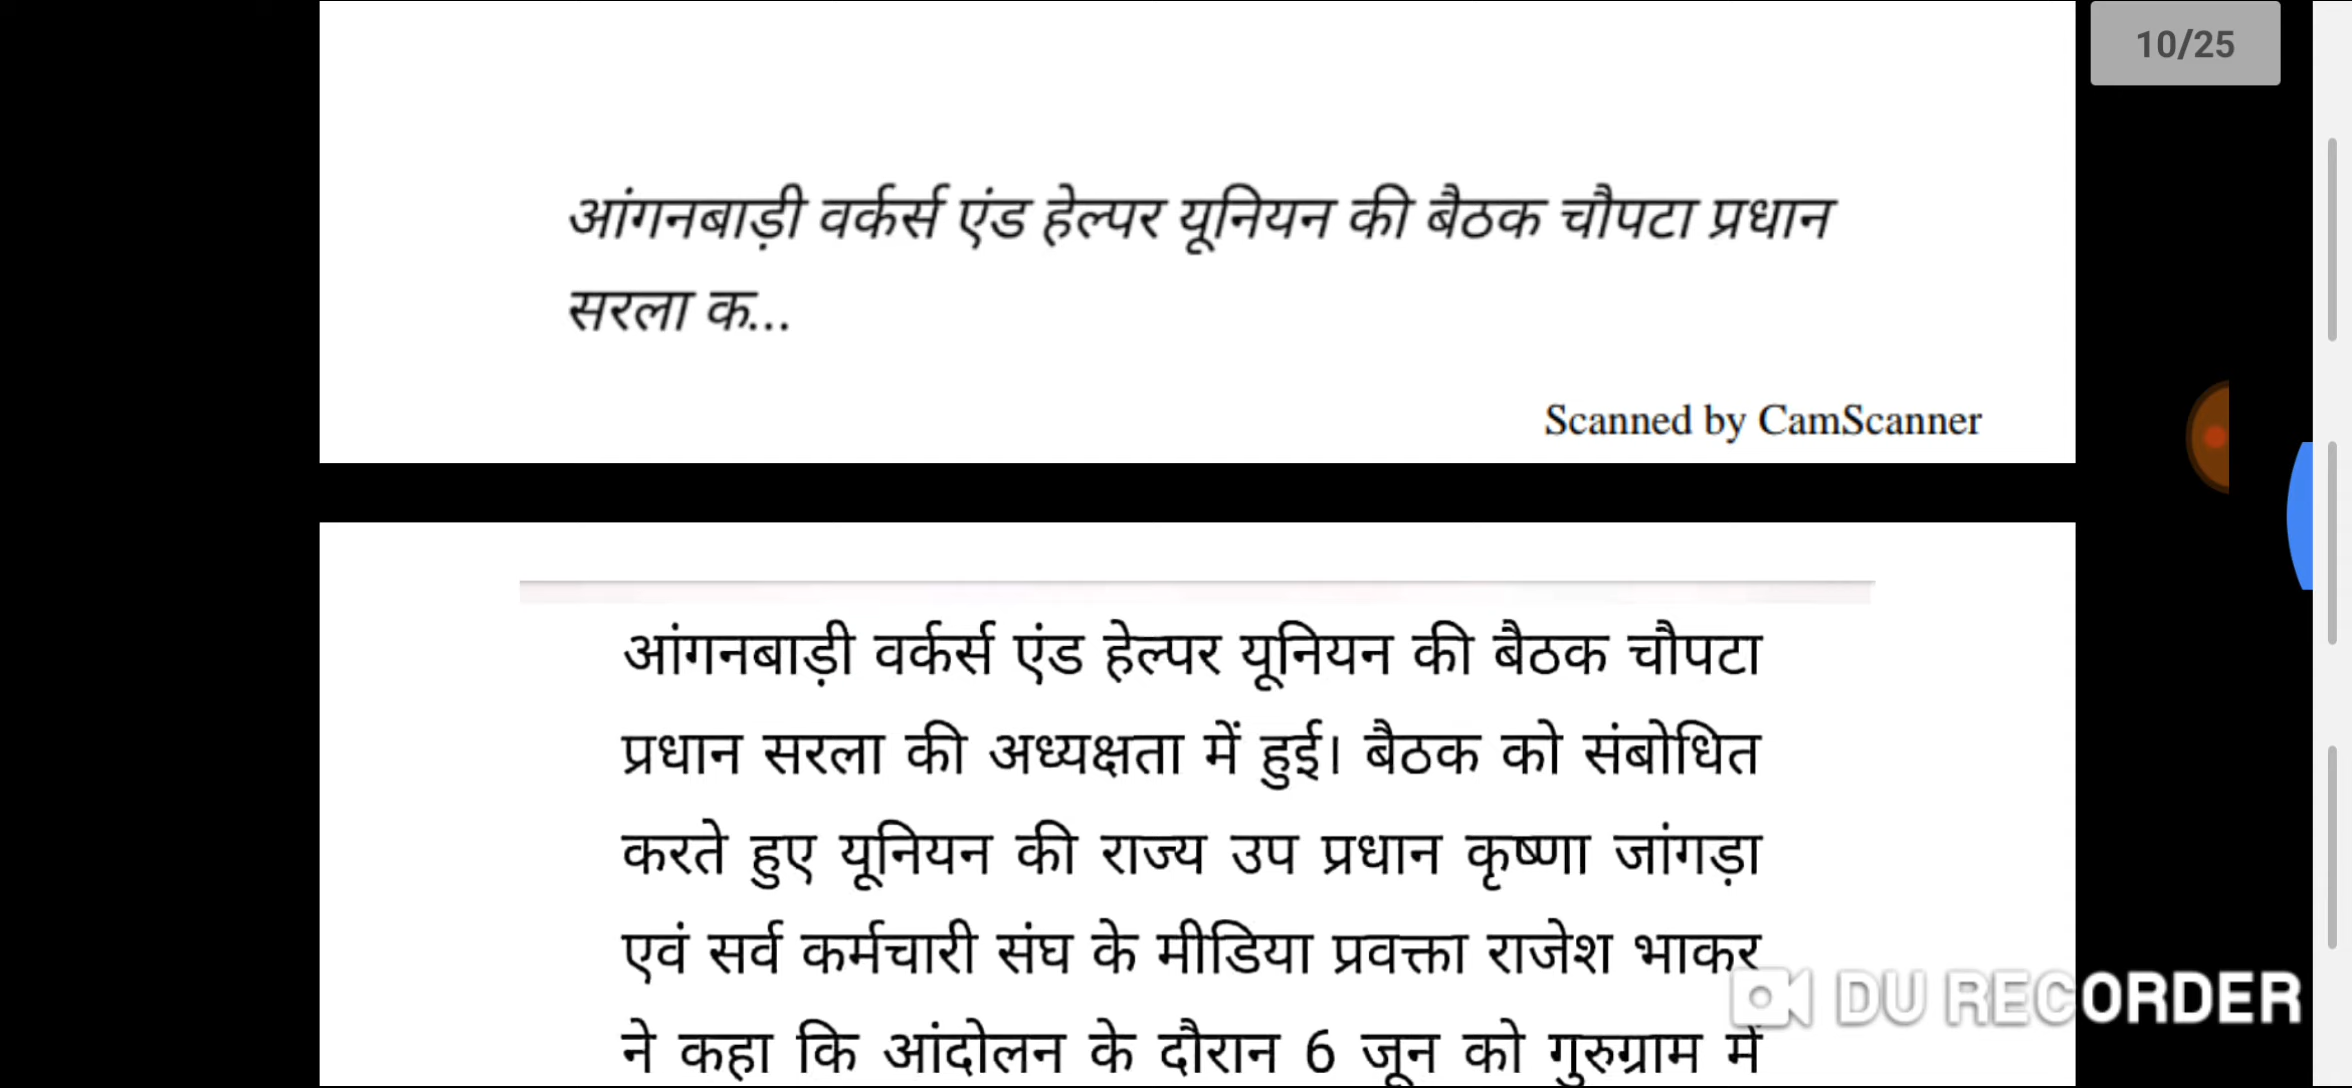 10/25
आंगनबाड़ी वर्कर्स एंड हेल्पर यूनियन की बैठक चौपटा प्रधान
सरला क...
Scanned by CamScanner
आंगनबाड़ी वर्कर्स एंड हेल्पर यूनियन की बैठक चौपटा
प्रधान सरला की अध्यक्षता में हुई। बैठक को संबोधित
करते हुए यूनियन की राज्य उप प्रधान कृष्णा जांगड़ा
एवं सर्व कर्मचारी संघ के मीडिया प्रवक्ता राजेश भाकर
DU RECORDER
ने कहा कि आंदोलन के दौरान 6 जून को गुरुग्राम में